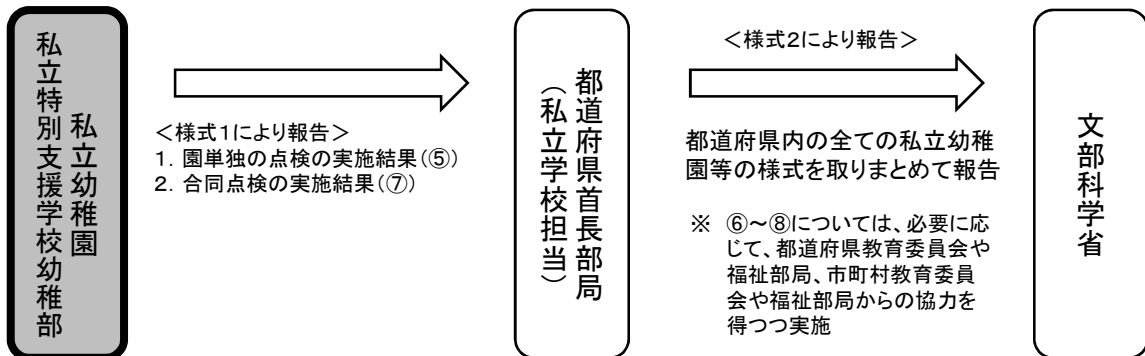 私立幼稚園
私立特別支援学校幼稚部
＜様式1により報告＞
1. 園単独の点検の実施結果(⑤)
2. 合同点検の実施結果(⑦)
都道府県首長部局
（私立学校担当）
＜様式2により報告＞
都道府県内の全ての私立幼稚
園等の様式を取りまとめて報告
※ ⑥～⑧については、必要に応
じて、都道府県教育委員会や
福祉部局、市町村教育委員
会や福祉部局からの協力を
得つつ実施
文部科学省